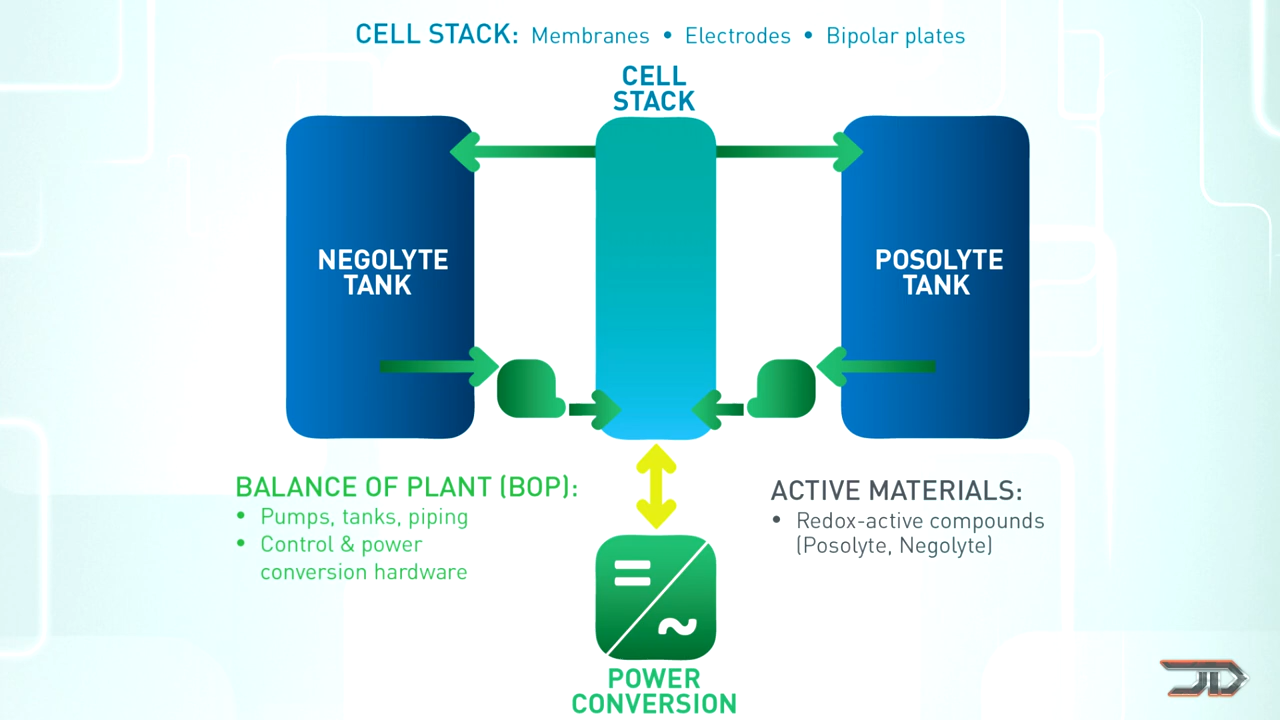 CELL STACK: Membranes • Electrodes • Bipolar plates
CELL
STACK
NEGOLYTE
TANK
POSOLYTE
TANK
BALANCE OF PLANT (BOP):
• Pumps, tanks, piping
• Control & power
conversion hardware
ACTIVE MATERIALS:
• Redox-active compounds
(Posolyte, Negolyte)
= ~
POWER
CONVERSION
JD